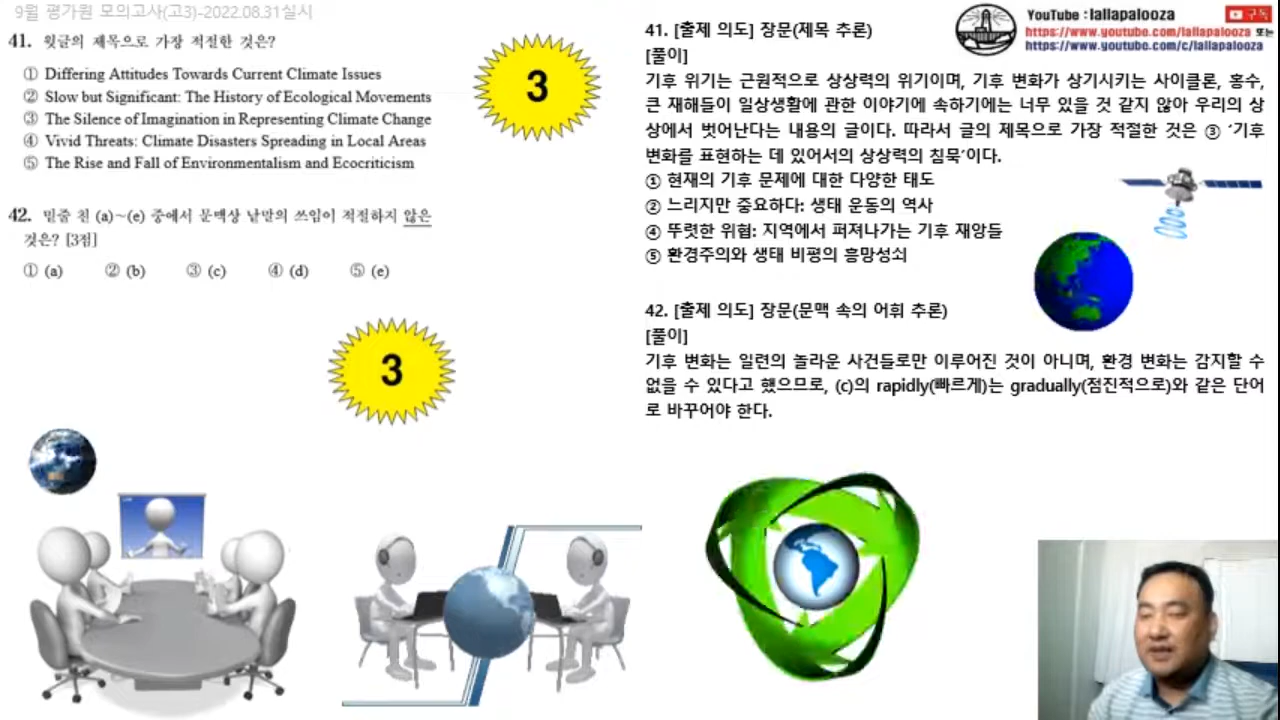 9월 평가원 모의고사(고3)-2022.08.31실시
41. 윗글의 제목으로 가장 적절한 것은?
① Differing Attitudes Towards Current Climate Issues
② Slow but Significant: The History of Ecological Movements
③ The Silence of Imagination in Representing Climate Change
④ Vivid Threats: Climate Disasters Spreading in Local Areas
⑤ The Rise and Fall of Environmentalism and Ecocriticism
3
42. 밑줄 친 (a)~(e) 중에서 문맥상 낱말의 쓰임이 적절하지 않은
것은? [3점]
① (a) ② (b) ③ (c) ④ (d) ⑤ (e)
3
YouTube : lallapalooza
구독
https://www.youtube.com/lallapalooza 또는
https://www.youtube.com/c/lallapalooza
41. [출제 의도] 장문(제목 추론)
[풀이]
기후 위기는 근원적으로 상상력의 위기이며, 기후 변화가 상기시키는 사이클론, 홍수,
큰 재해들이 일상생활에 관한 이야기에 속하기에는 너무 있을 것 같지 않아 우리의 상
상에서 벗어난다는 내용의 글이다. 따라서 글의 제목으로 가장 적절한 것은 ③ ‘기후
변화를 표현하는 데 있어서의 상상력의 침묵’이다.
① 현재의 기후 문제에 대한 다양한 태도
② 느리지만 중요하다: 생태 운동의 역사
④ 뚜렷한 위협: 지역에서 퍼져나가는 기후 재앙들
⑤ 환경주의와 생태 비평의 흥망성쇠
42. [출제 의도] 장문(문맥 속의 어휘 추론)
[풀이]
기후 변화는 일련의 놀라운 사건들로만 이루어진 것이 아니며, 환경 변화는 감지할 수
없을 수 있다고 했으므로, (c)의 rapidly(빠르게)는 gradually(점진적으로)와 같은 단어
로 바꾸어야 한다.